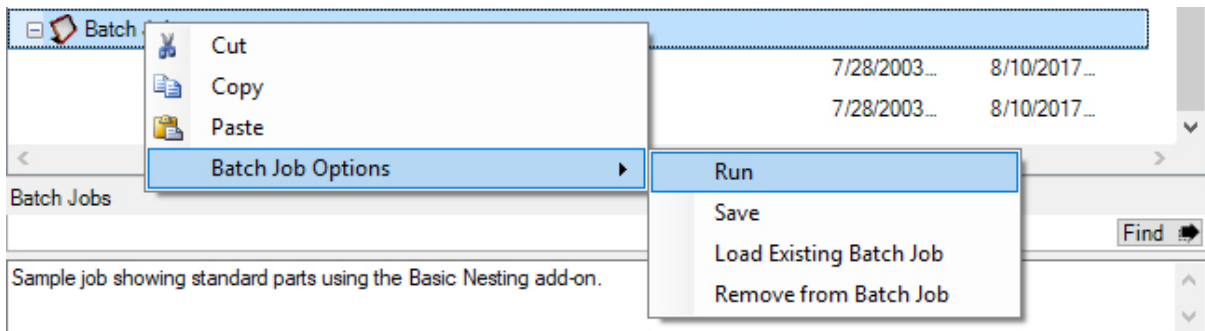 Batch
Cut
7/28/2003... 8/10/2017...
Copy
7/28/2003... 8/10/2017...
Paste
Batch Job Options
Run
Batch Jobs
Save
Find
Load Existing Batch Job
Sample job showing standard parts using the Basic Nesting add-on.
Remove from Batch Job